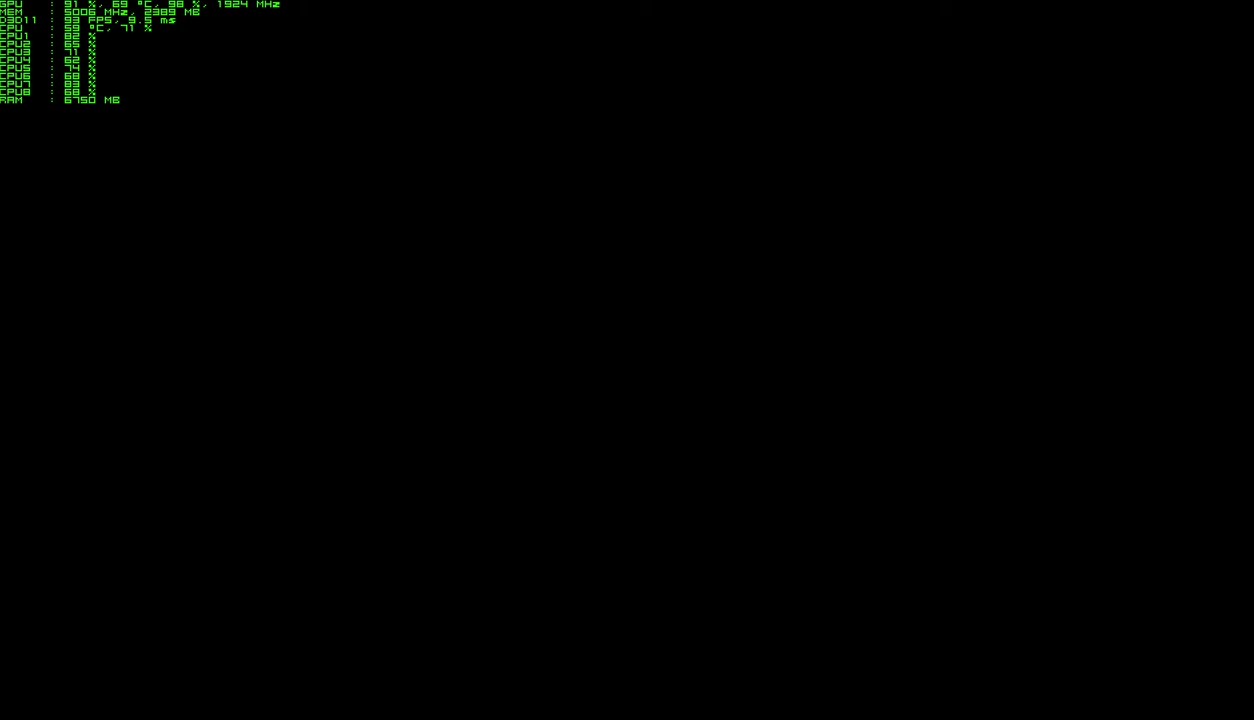 GPU : 91 %, 69 ºC, 98 %, 1924 MHz
MEM : 5006 MHz, 2389 MB
D3D11 : 93 FPS, 9.5 ms
CPU : 59 ºC, 71 %
CPU1 : 82 %
CPU2 : 65 %
CPU3 : 71 %
CPU4 : 62 %
CPU5 : 74 %
CPU6 : 68 %
CPU7 : 83 %
CPU8 : 68 %
RAM : 6750 MB